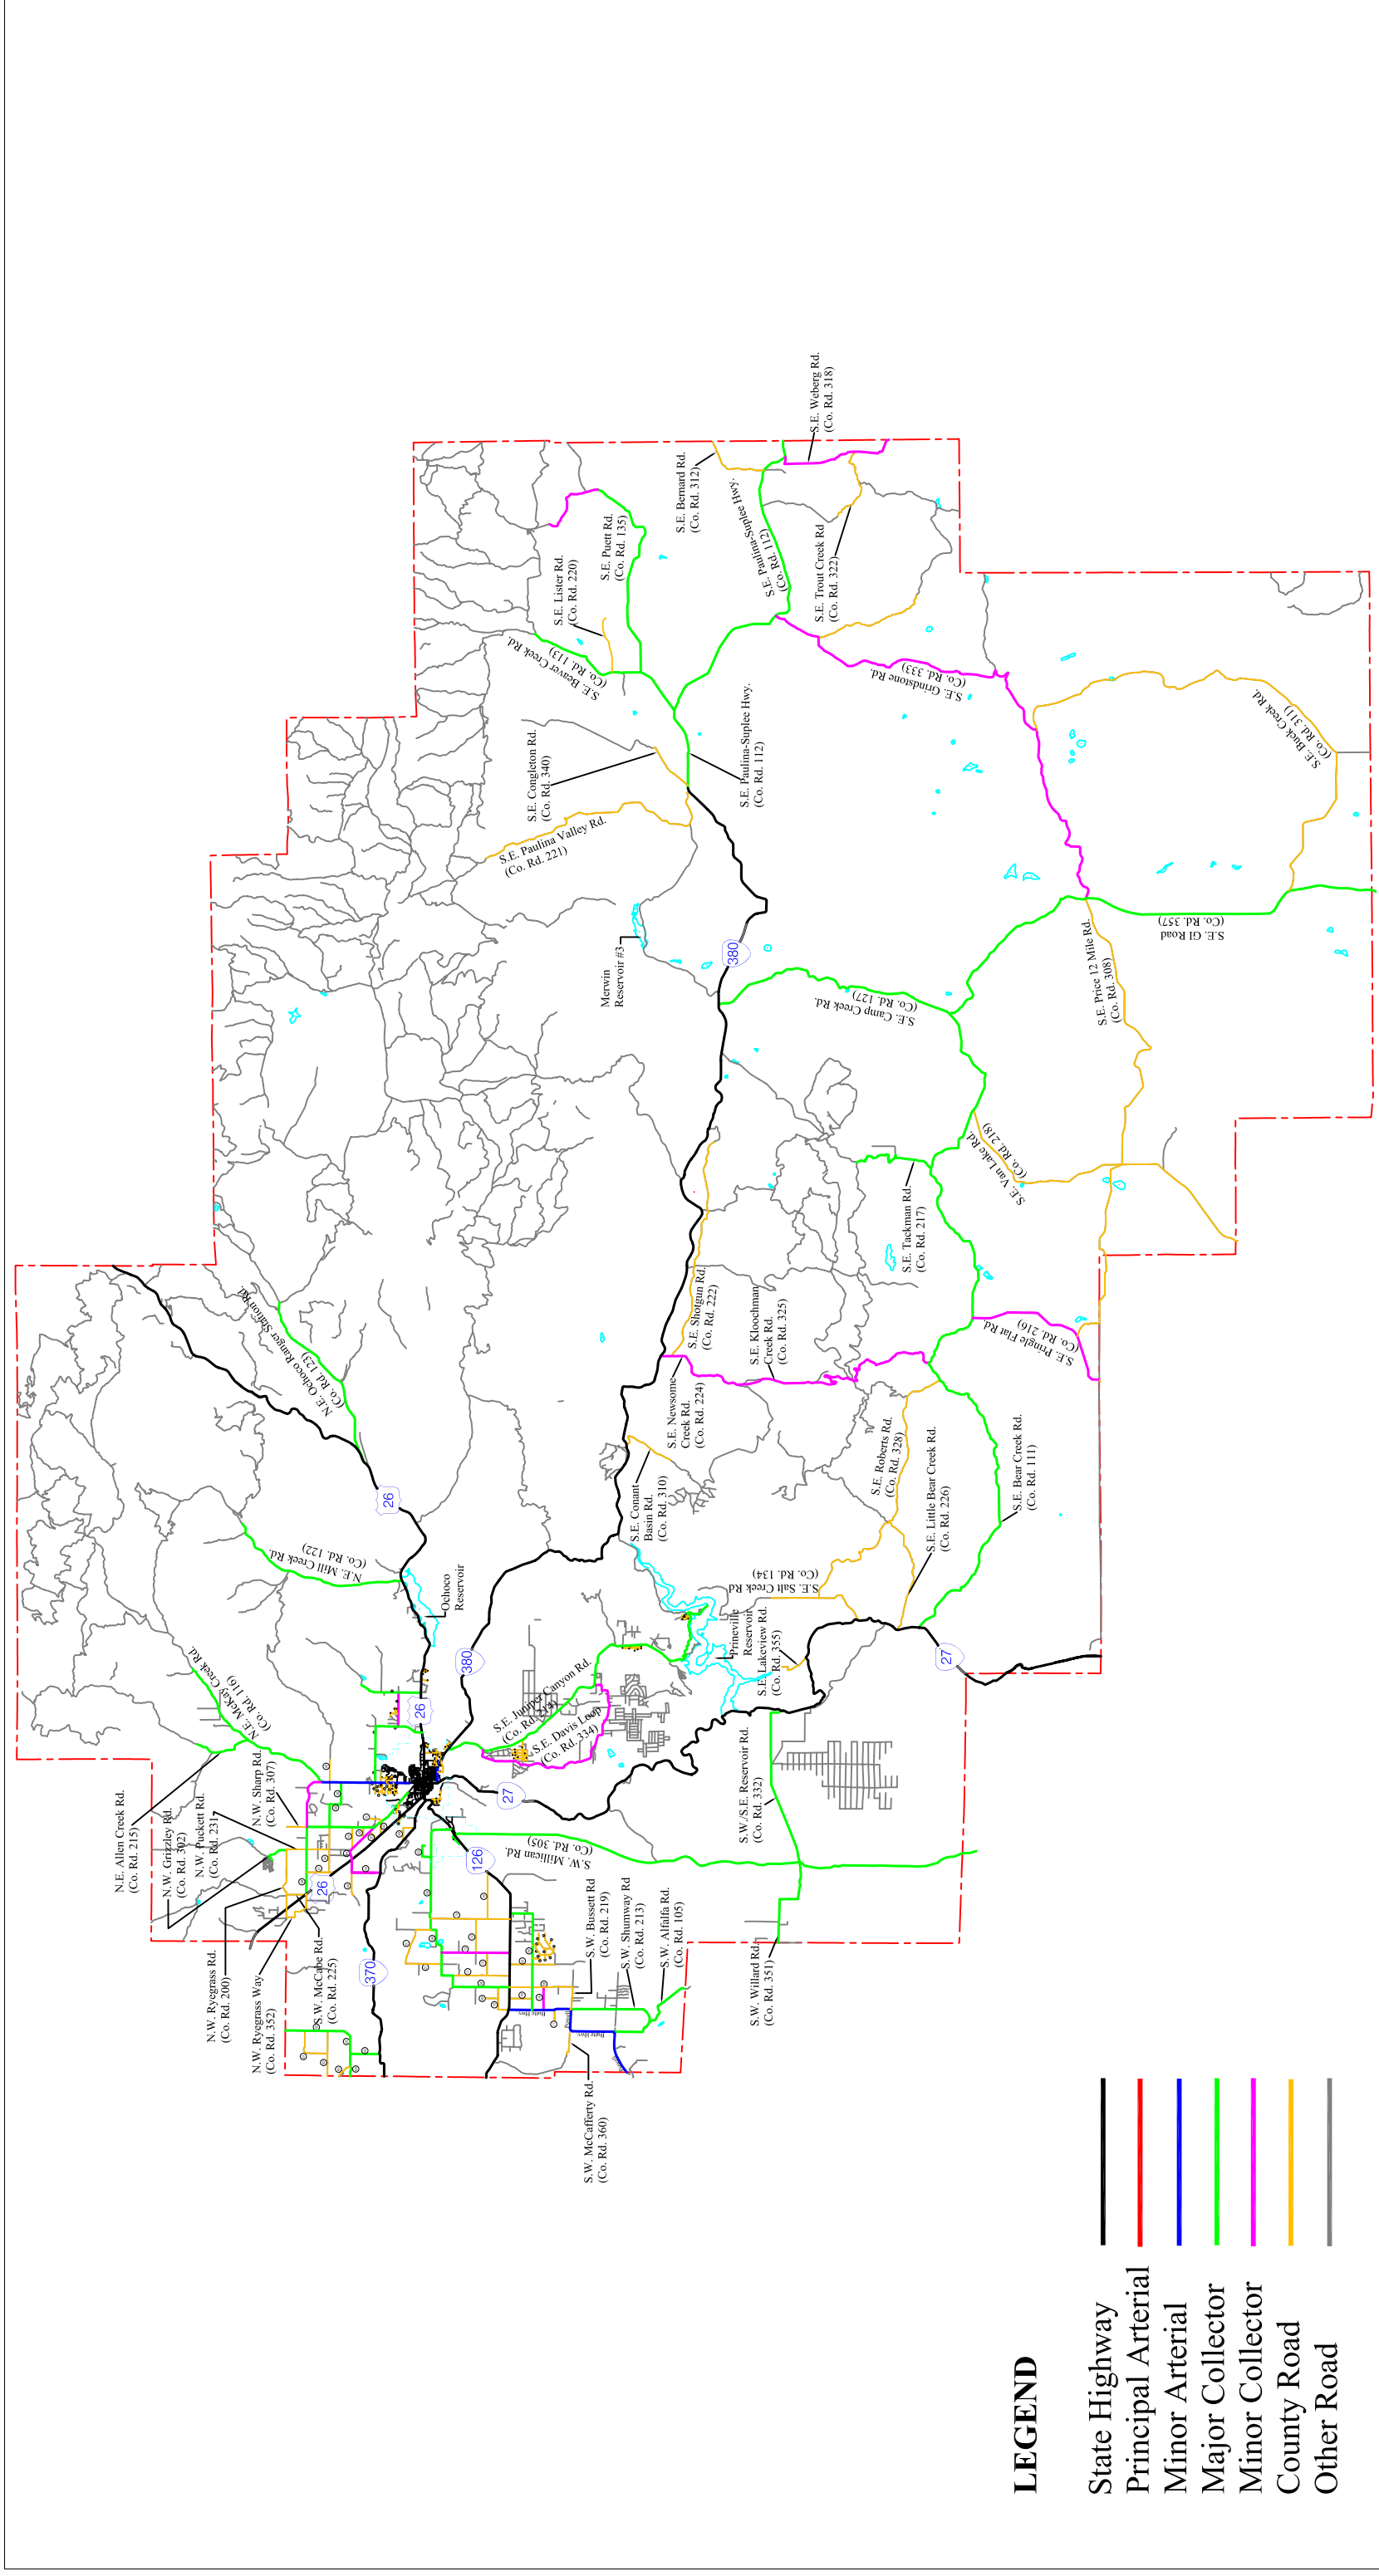 N.E. Allen Creek Rd.
(Co. Rd. 215)
N.W. Grizzley Rd.
(Co. Rd. 302)
N.W. Puckett Rd.
(Co. Rd. 231)
N.W. Sharp Rd.
(Co. Rd. 307)
N.E. McKay Creek Rd.
(Co. Rd. 116)
N.E. Mill Creek Rd.
(Co. Rd. 122)
N.E. Ochoco Ranger Station Rd.
(Co. Rd. 123)
N.W. Ryegrass Rd.
(Co. Rd. 200)
N.W. Ryegrass Way
(Co. Rd. 352)
S.W. McCabe Rd.
(Co. Rd. 225)
26
26
26
370
126
380
27
Ochoco
Reservoir
S.E. Juniper Canyon Rd.
(Co. Rd. 214)
S.E. Davis Loop
(Co. Rd. 334)
S.W. Millican Rd.
(Co. Rd. 305)
S.W. McCafferty Rd.
(Co. Rd. 360)
S.W. Bussett Rd
(Co. Rd. 219)
S.W. Shumway Rd
(Co. Rd. 213)
S.W. Alfalfa Rd.
(Co. Rd. 105)
S.W. Willard Rd.
(Co. Rd. 351)
S.W./S.E. Reservoir Rd.
(Co. Rd. 332)
Prineville
Reservoir
S.E. Lakeview Rd.
(Co. Rd. 355)
S.E. Salt Creek Rd
(Co. Rd. 134)
27
S.E. Conant
Basin Rd.
(Co. Rd. 310)
S.E. Newsome
Creek Rd.
(Co. Rd. 224)
S.E. Shotgun Rd.
(Co. Rd. 222)
S.E. Kloochman
Creek Rd.
(Co. Rd. 325)
S.E. Roberts Rd.
(Co. Rd. 328)
S.E. Little Bear Creek Rd.
(Co. Rd. 226)
S.E. Bear Creek Rd.
(Co. Rd. 111)
S.E. Pringle Flat Rd
(Co. Rd. 216)
S.E. Tackman Rd.
(Co. Rd. 217)
S.E. Van Lake Rd.
(Co. Rd. 218)
S.E. Camp Creek Rd.
(Co. Rd. 127)
380
Merwin
Reservoir #3
S.E. Price 12 Mile Rd.
(Co. Rd. 308)
S.E. GI Road
(Co. Rd. 357)
S.E. Buck Creek Rd.
(Co. Rd. 311)
S.E. Paulina Valley Rd.
(Co. Rd. 221)
S.E. Congleton Rd.
(Co. Rd. 340)
S.E. Paulina-Suplee Hwy.
(Co. Rd. 112)
S.E. Beaver Creek Rd.
(Co. Rd. 113)
S.E. Lister Rd.
(Co. Rd. 220)
S.E. Puett Rd.
(Co. Rd. 135)
S.E. Bernard Rd.
(Co. Rd. 312)
S.E. Paulina-Suplee Hwy.
(Co. Rd. 112)
S.E. Weberg Rd.
(Co. Rd. 318)
S.E. Trout Creek Rd
(Co. Rd. 322)
S.E. Grindstone Rd.
(Co. Rd. 333)
LEGEND
State Highway
Principal Arterial
Minor Arterial
Major Collector
Minor Collector
County Road
Other Road